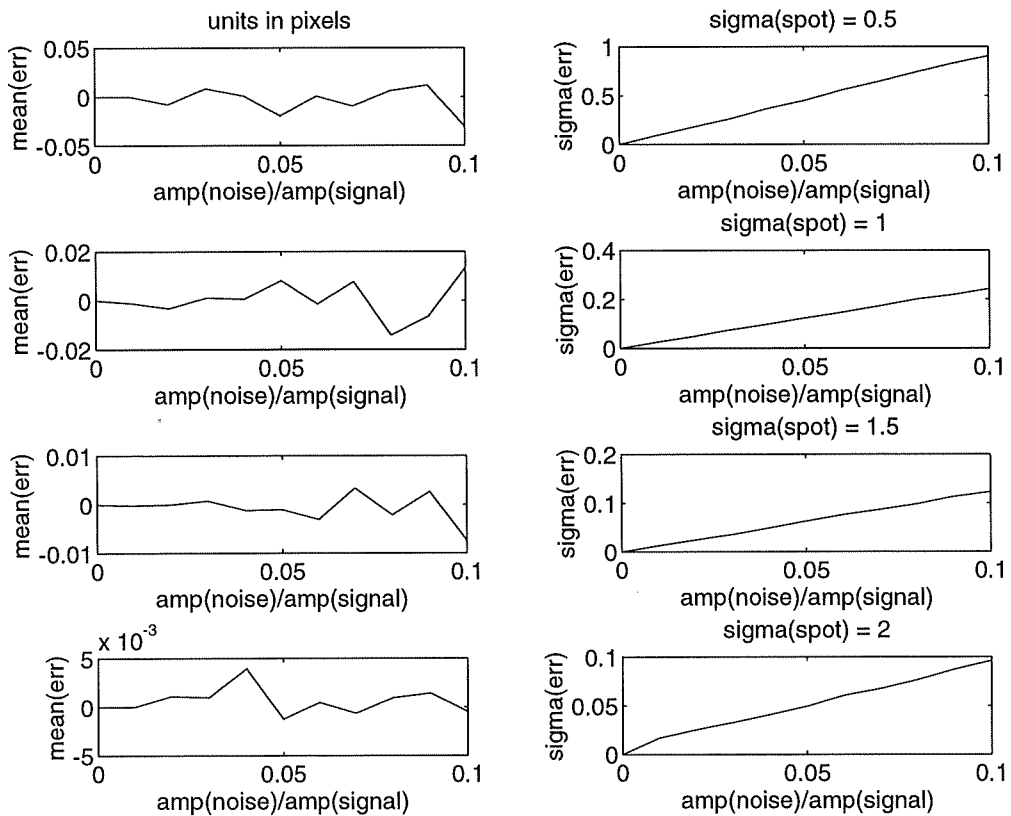 units in pixels
mean(err)
0.05
0
-0.05
0
0.05
0.1
amp(noise)/amp(signal)
sigma(spot) = 0.5
sigma(err)
1
0.5
0
0
0.05
0.1
amp(noise)/amp(signal)
mean(err)
0.02
0
-0.02
0
0.05
0.1
amp(noise)/amp(signal)
sigma(spot) = 1
sigma(err)
0.4
0.2
0
0
0.05
0.1
amp(noise)/amp(signal)
mean(err)
0.01
0
-0.01
0
0.05
0.1
amp(noise)/amp(signal)
sigma(spot) = 1.5
sigma(err)
0.2
0.1
0
0
0.05
0.1
amp(noise)/amp(signal)
x 10⁻³
mean(err)
5
0
-5
0
0.05
0.1
amp(noise)/amp(signal)
sigma(spot) = 2
sigma(err)
0.1
0.05
0
0
0.05
0.1
amp(noise)/amp(signal)